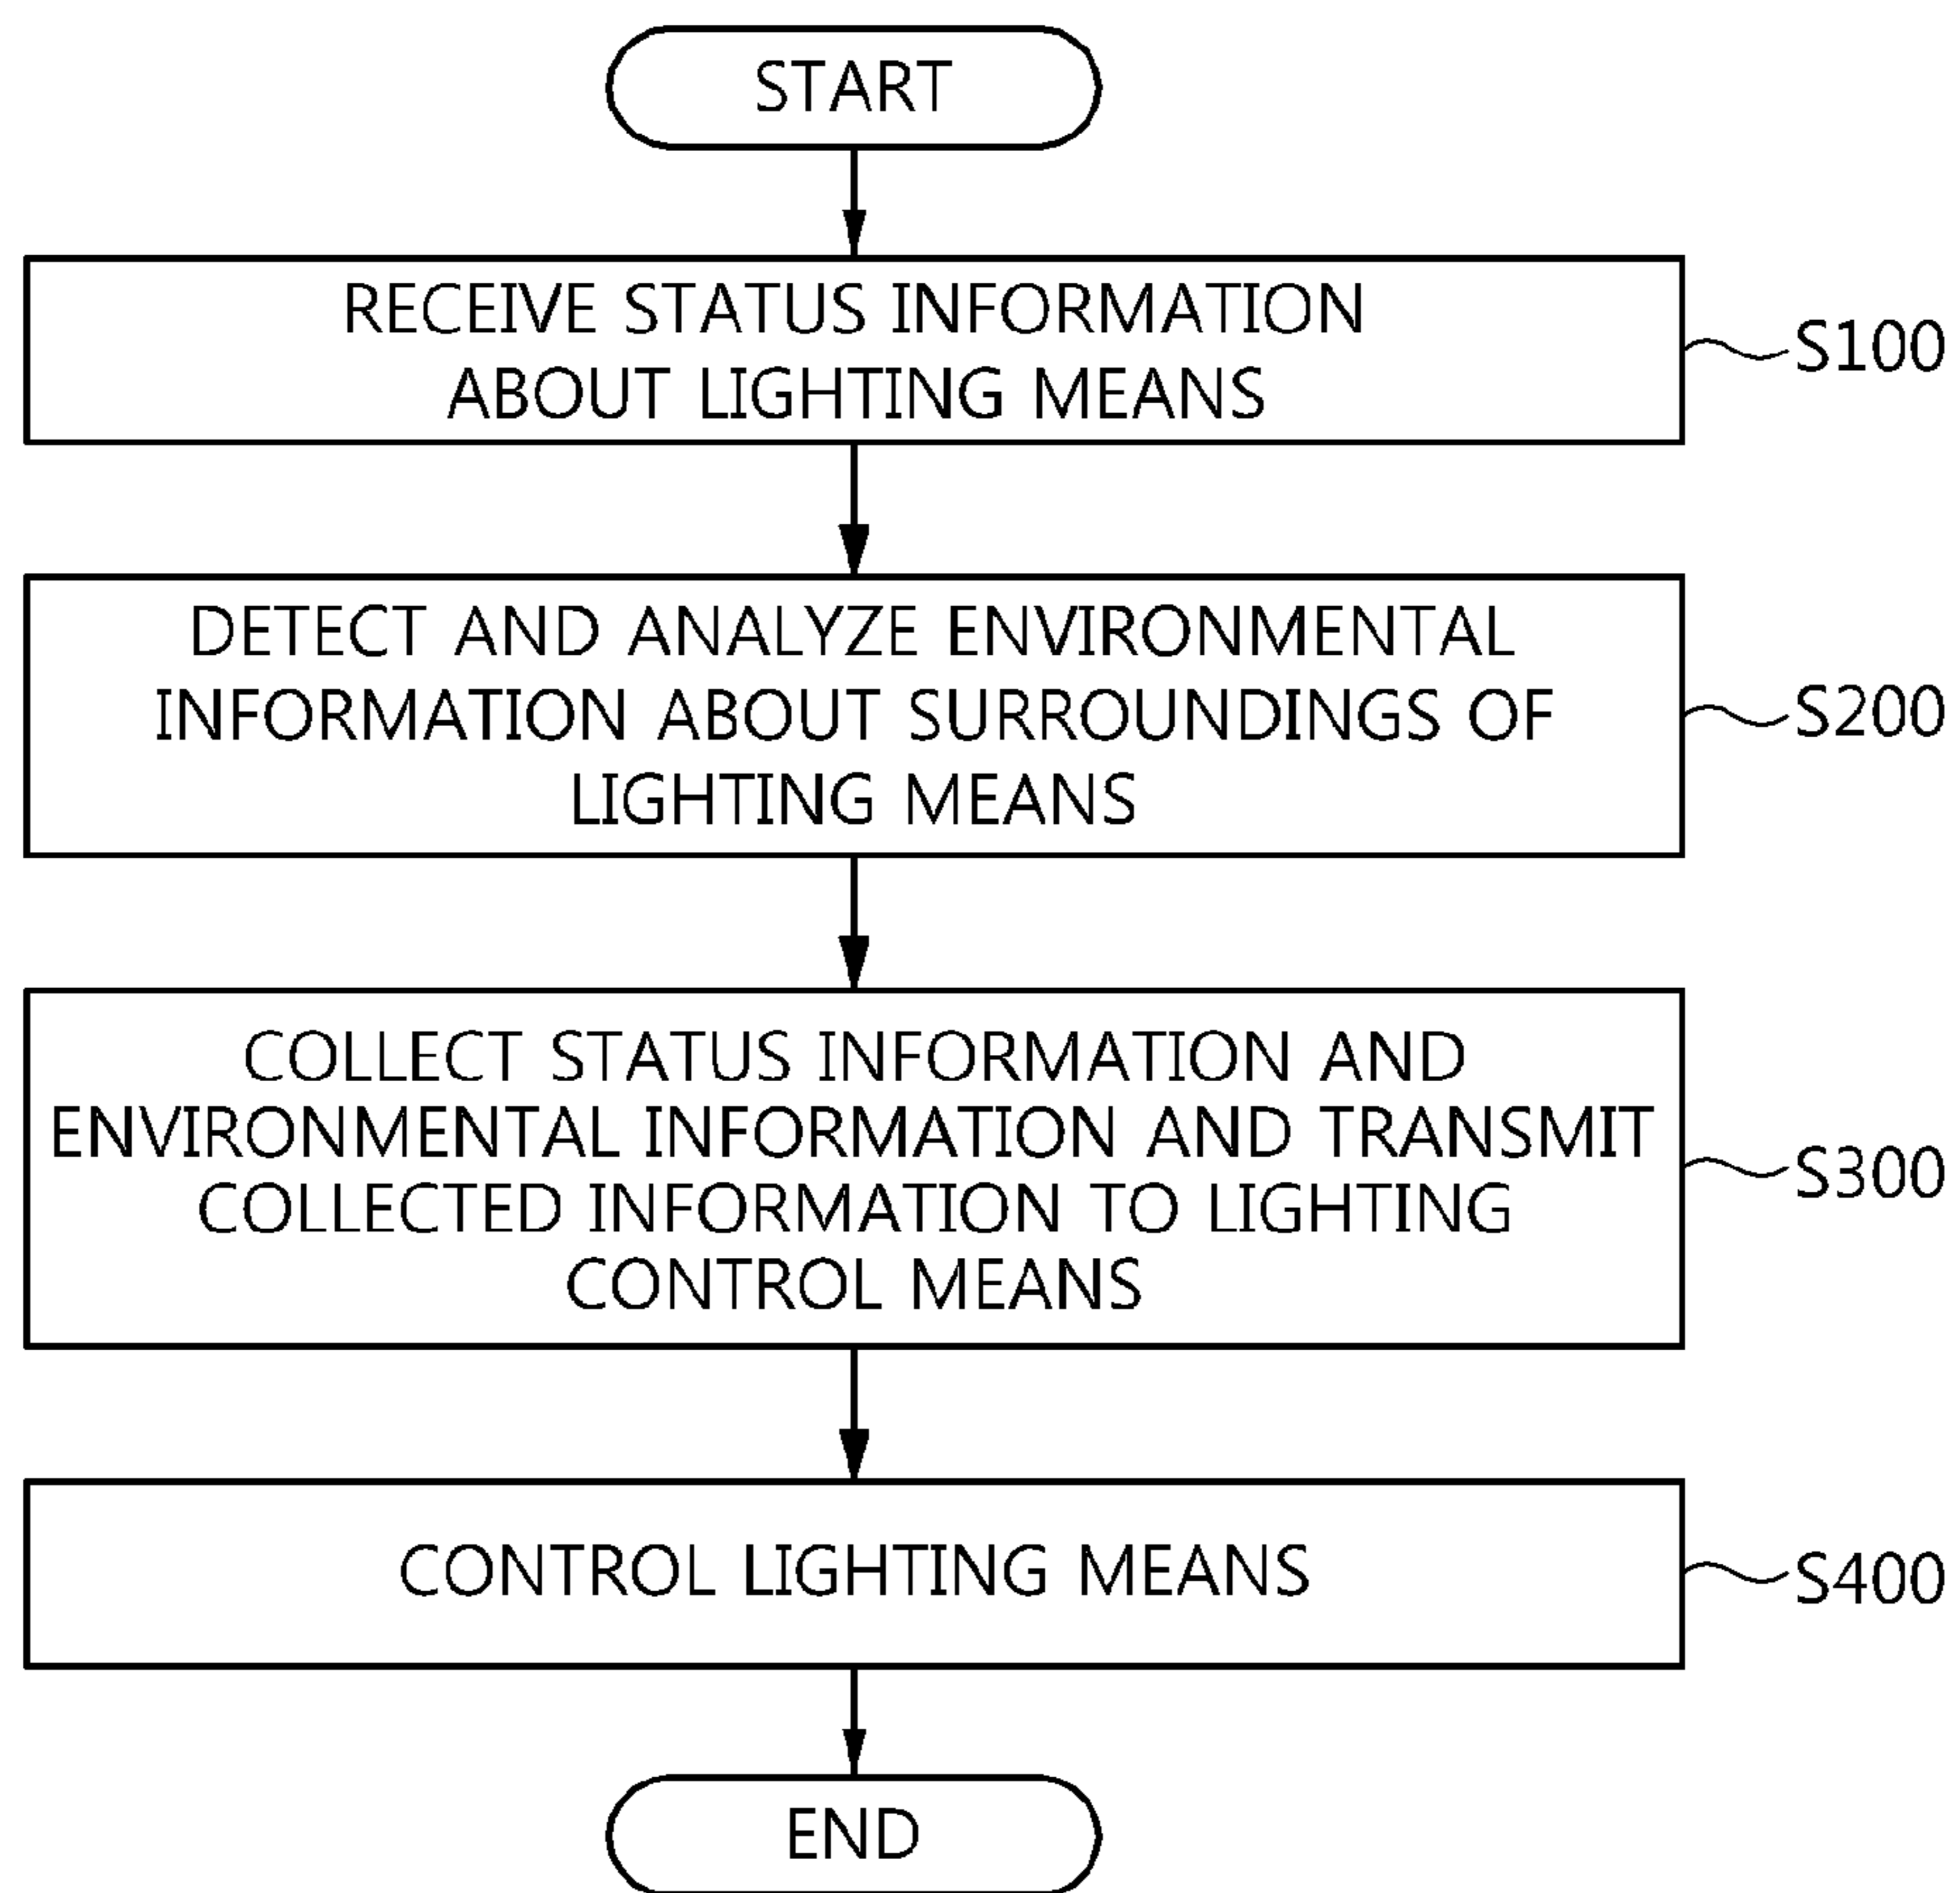 START
RECEIVE STATUS INFORMATION
ABOUT LIGHTING MEANS
S100
DETECT AND ANALYZE ENVIRONMENTAL
INFORMATION ABOUT SURROUNDINGS OF
LIGHTING MEANS
S200
COLLECT STATUS INFORMATION AND
ENVIRONMENTAL INFORMATION AND TRANSMIT
COLLECTED INFORMATION TO LIGHTING
CONTROL MEANS
S300
CONTROL LIGHTING MEANS
S400
END